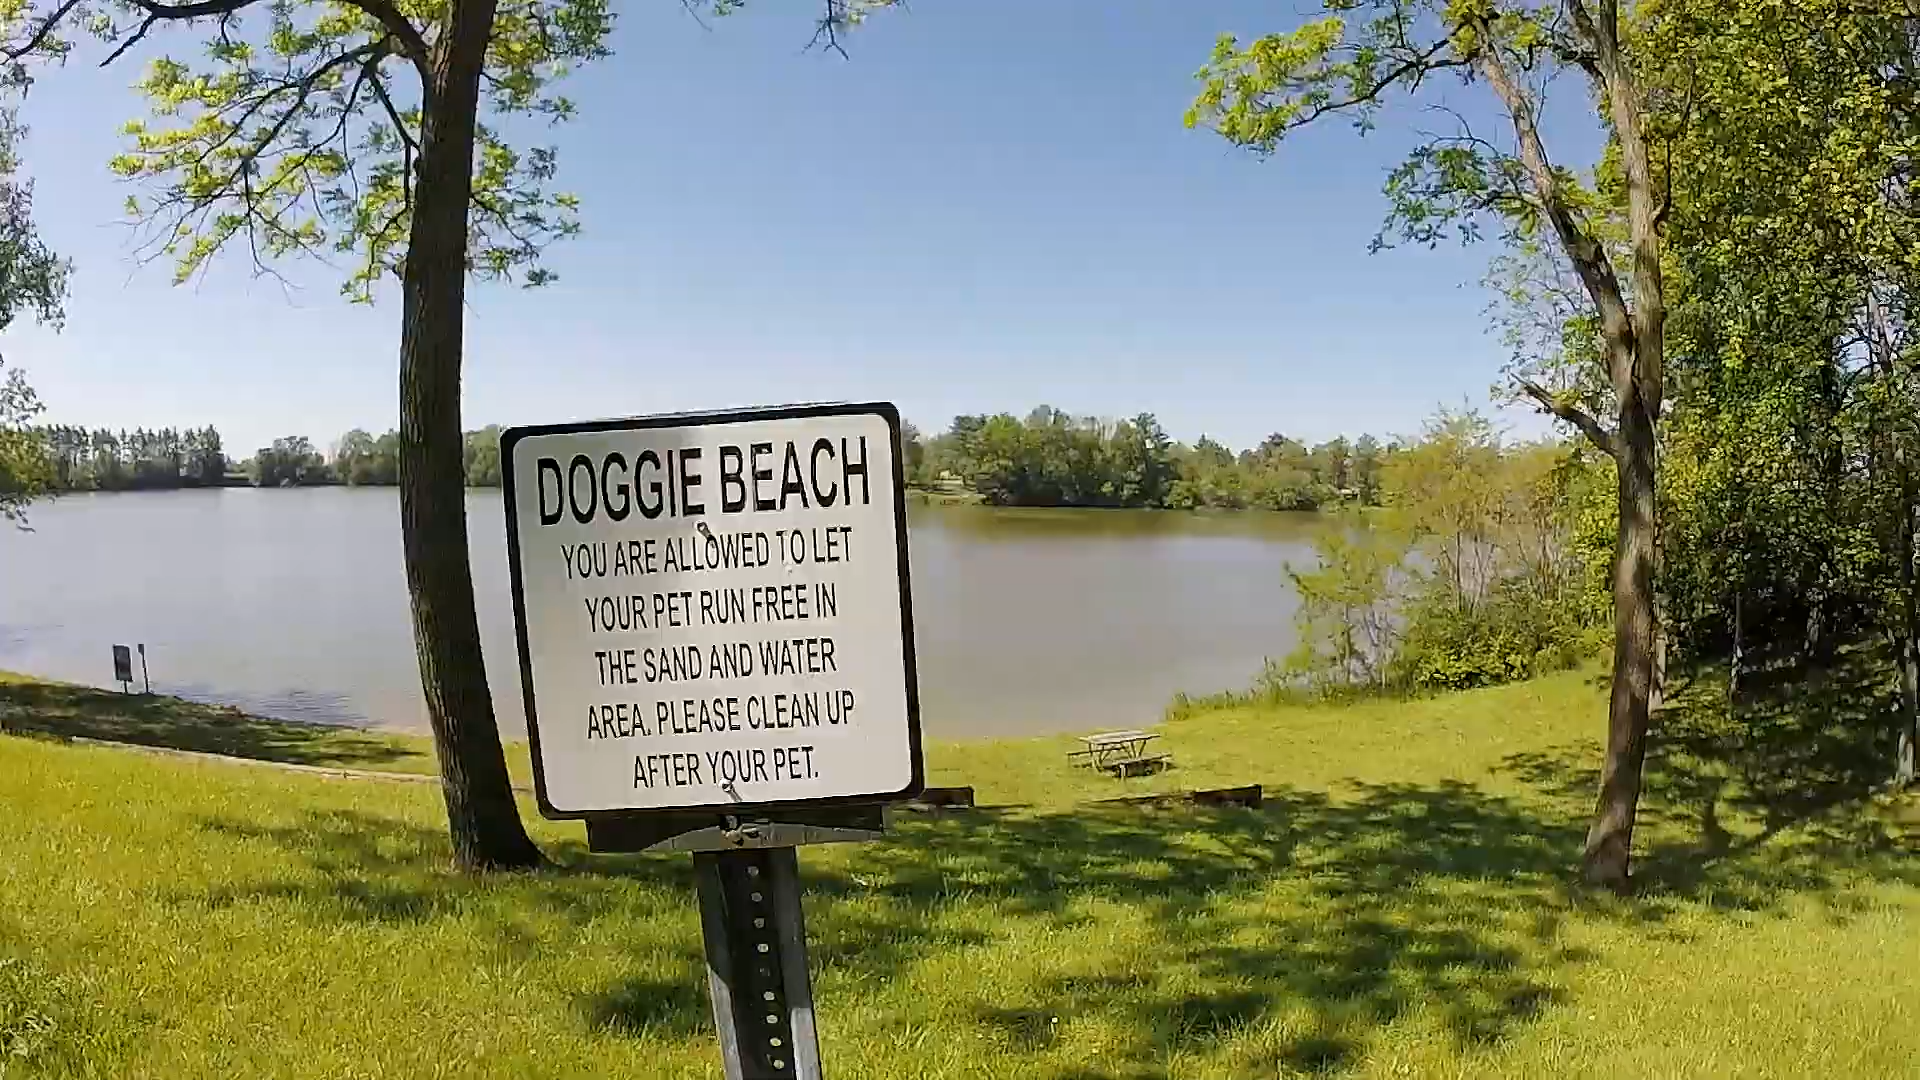 DOGGIE BEACH
YOU ARE ALLOWED TO LET
YOUR PET RUN FREE IN
THE SAND AND WATER
AREA. PLEASE CLEAN UP
AFTER YOUR PET.